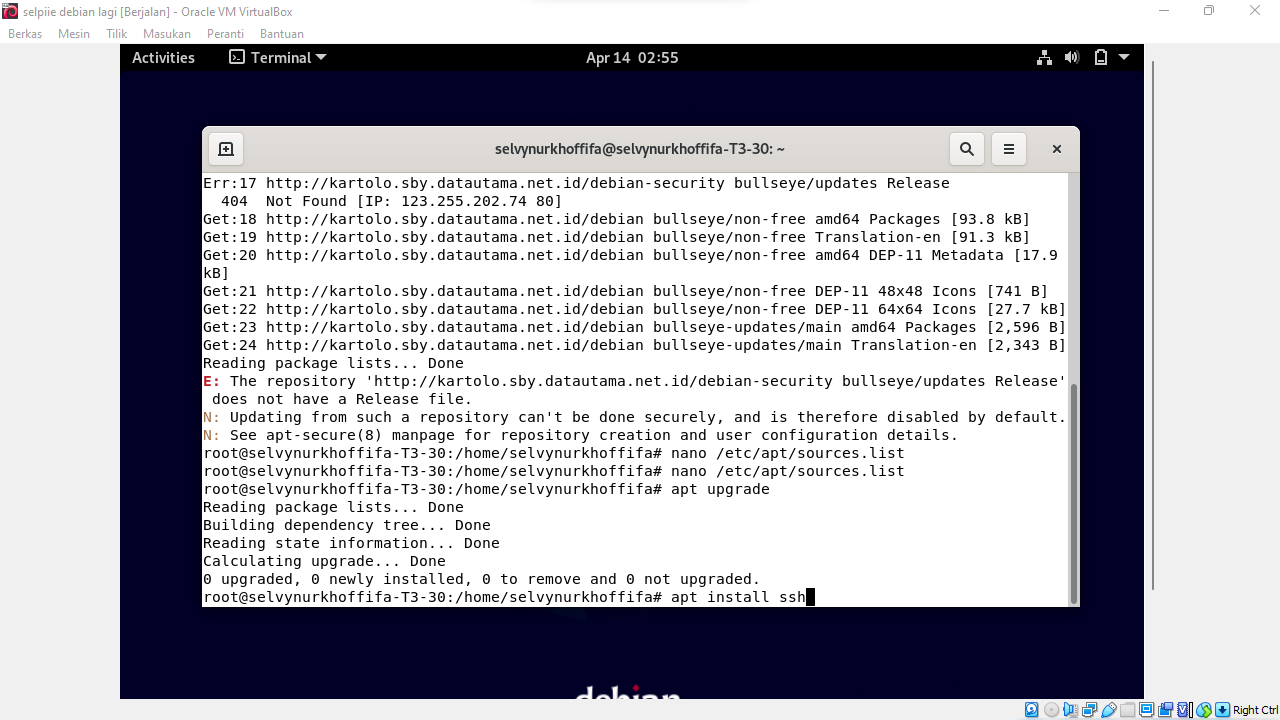 selpiie debian lagi [Berjalan] - Oracle VM VirtualBox
Berkas Mesin Tilik Masukan Peranti Bantuan
Activities Terminal Apr 14 02:55
selvynurkhoffifa@selvynurkhoffifa-T3-30: ~
Err:17 http://kartolo.sby.datautama.net.id/debian-security bullseye/updates Release
  404  Not Found [IP: 123.255.202.74 80]
Get:18 http://kartolo.sby.datautama.net.id/debian bullseye/non-free amd64 Packages [93.8 kB]
Get:19 http://kartolo.sby.datautama.net.id/debian bullseye/non-free Translation-en [91.3 kB]
Get:20 http://kartolo.sby.datautama.net.id/debian bullseye/non-free amd64 DEP-11 Metadata [17.9
kB]
Get:21 http://kartolo.sby.datautama.net.id/debian bullseye/non-free DEP-11 48x48 Icons [741 B]
Get:22 http://kartolo.sby.datautama.net.id/debian bullseye/non-free DEP-11 64x64 Icons [27.7 kB]
Get:23 http://kartolo.sby.datautama.net.id/debian bullseye-updates/main amd64 Packages [2,596 B]
Get:24 http://kartolo.sby.datautama.net.id/debian bullseye-updates/main Translation-en [2,343 B]
Reading package lists... Done
E: The repository 'http://kartolo.sby.datautama.net.id/debian-security bullseye/updates Release'
 does not have a Release file.
N: Updating from such a repository can't be done securely, and is therefore disabled by default.
N: See apt-secure(8) manpage for repository creation and user configuration details.
root@selvynurkhoffifa-T3-30:/home/selvynurkhoffifa# nano /etc/apt/sources.list
root@selvynurkhoffifa-T3-30:/home/selvynurkhoffifa# nano /etc/apt/sources.list
root@selvynurkhoffifa-T3-30:/home/selvynurkhoffifa# apt upgrade
Reading package lists... Done
Building dependency tree... Done
Reading state information... Done
Calculating upgrade... Done
0 upgraded, 0 newly installed, 0 to remove and 0 not upgraded.
root@selvynurkhoffifa-T3-30:/home/selvynurkhoffifa# apt install ssh
debian
Right Ctrl